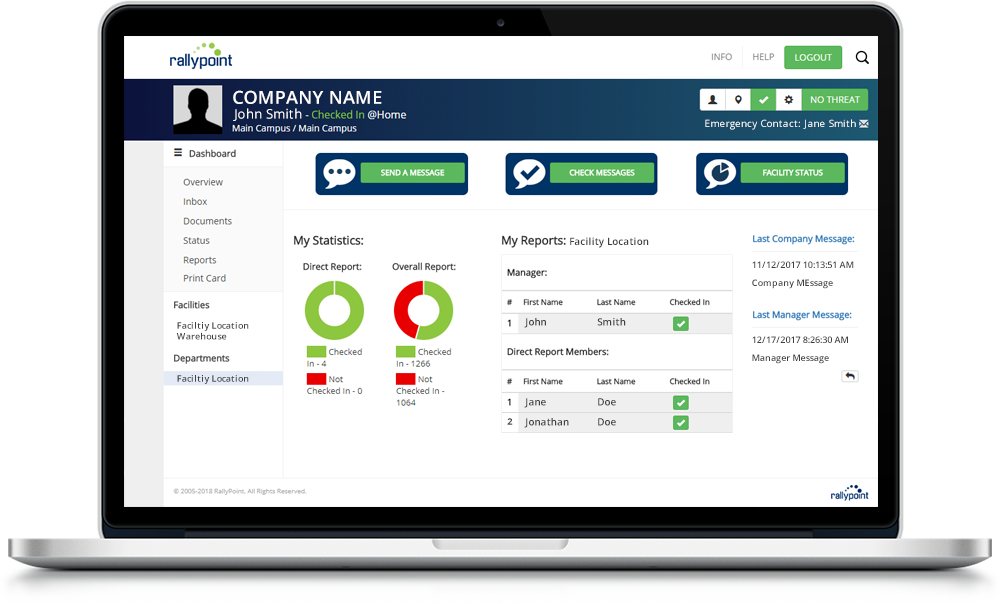 rallypoint
INFO
HELP
LOGOUT
COMPANY NAME
John Smith - Checked In @Home
Main Campus / Main Campus
NO THREAT
Emergency Contact: Jane Smith
Dashboard
Overview
Inbox
Documents
Status
Reports
Print Card
Facilities
Faciltiy Location
Warehouse
Departments
Faciltiy Location
SEND A MESSAGE
CHECK MESSAGES
FACILITY STATUS
My Statistics:
Direct Report:
Checked
In - 4
Not
Checked In - 0
Overall Report:
Checked
In - 1266
Not
Checked In -
1064
My Reports: Facility Location
Manager:
# First Name Last Name Checked In
1 John Smith
Direct Report Members:
# First Name Last Name Checked In
1 Jane Doe
2 Jonathan Doe
Last Company Message:
11/12/2017 10:13:51 AM
Company MEssage
Last Manager Message:
12/17/2017 8:26:30 AM
Manager Message
© 2005-2018 RallyPoint. All Rights Reserved.
rallypoint